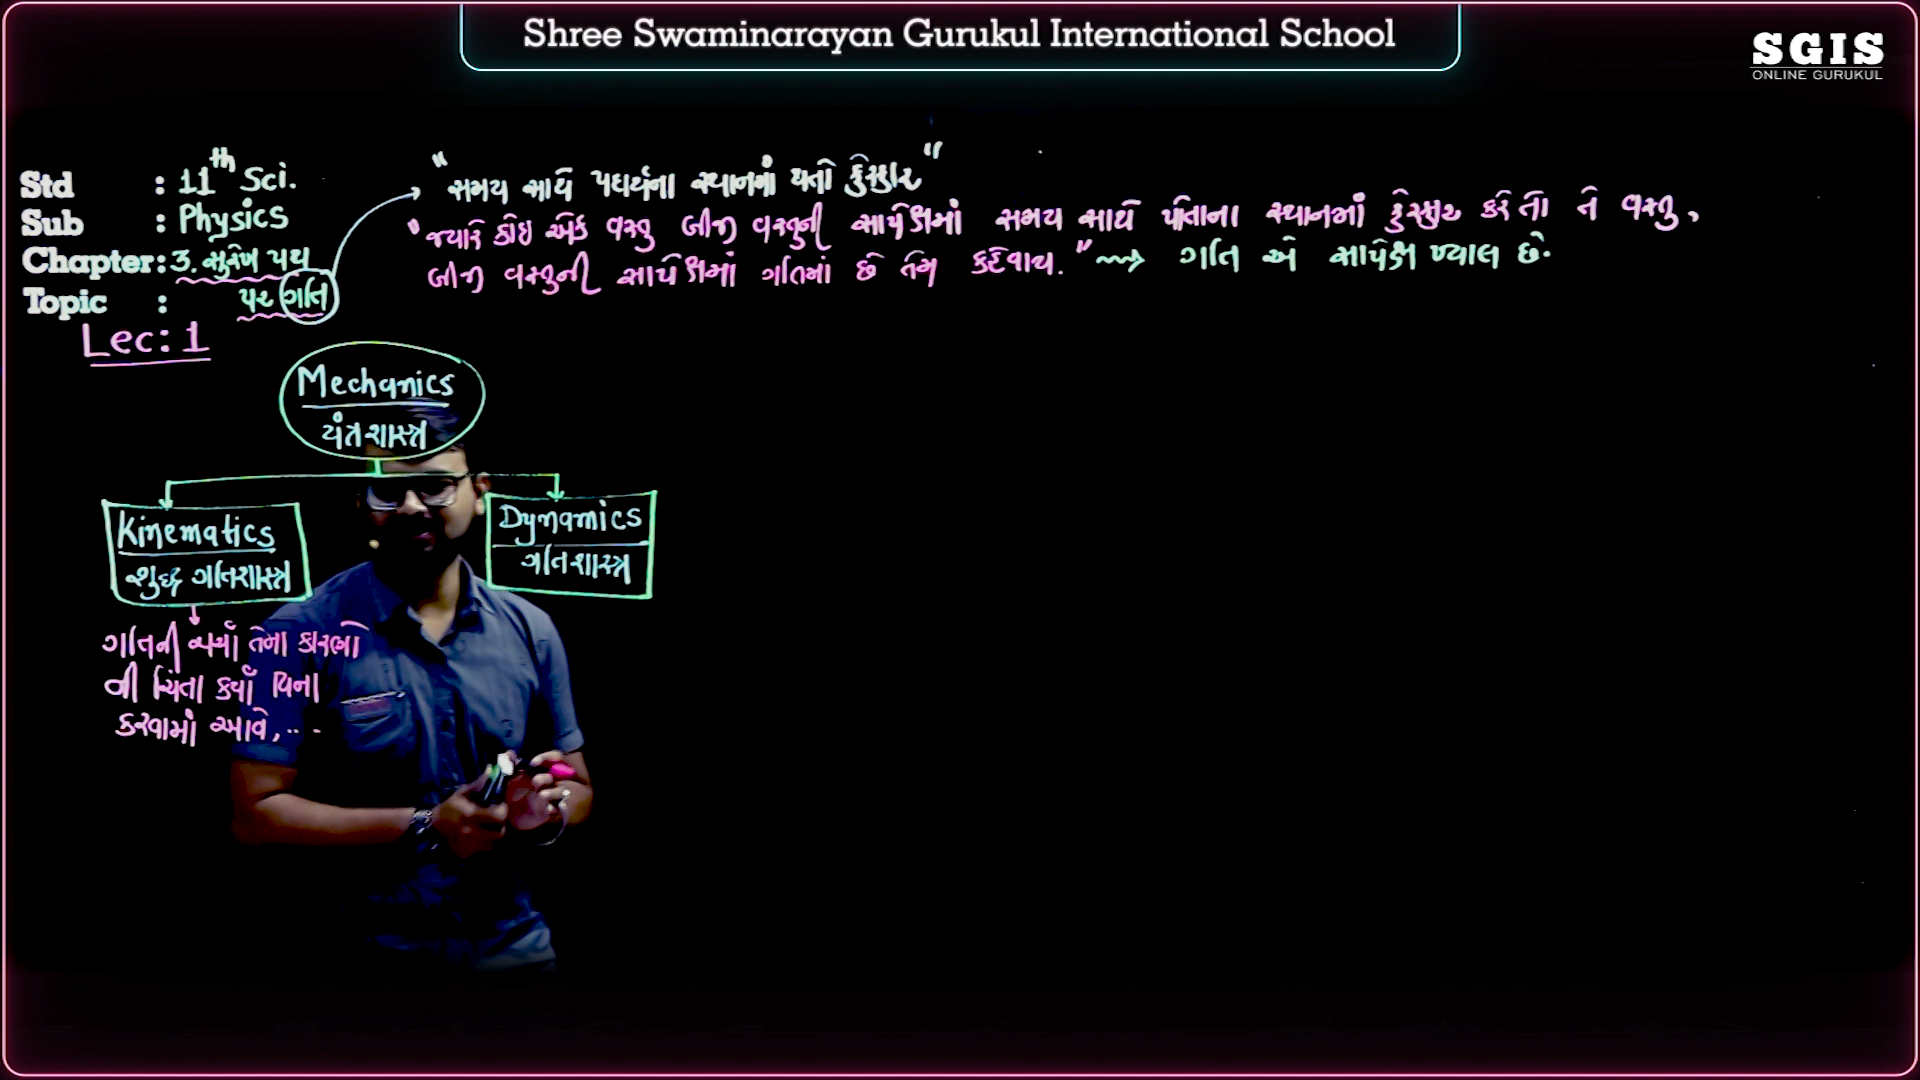 Shree Swaminarayan Gurukul International School
SGIS
ONLINE GURUKUL
Std : 11th Sci.
Sub : Physics
Chapter: 3. સુરેખ પથ
Topic : પર ગતિ
Lec: 1
"સમય સાથે પદાર્થના સ્થાનમાં થતો ફેરફાર"
"જ્યારે કોઇ એક વસ્તુ બીજી વસ્તુની સાપેક્ષમાં સમય સાથે પોતાના સ્થાનમાં ફેરફાર કરે તો તે વસ્તુ,
બીજી વસ્તુની સાપેક્ષમાં ગતિમાં છે તેમ કહેવાય." ⇝ ગતિ એ સાપેક્ષ ખ્યાલ છે.
Mechanics
યંત્રશાસ્ત્ર
Kinematics
શુદ્ધ ગતિશાસ્ત્ર
Dynamics
ગતિશાસ્ત્ર
ગતિની ચર્ચા તેના કારણો
ની ચિંતા કર્યા વિના
કરવામાં આવે,...